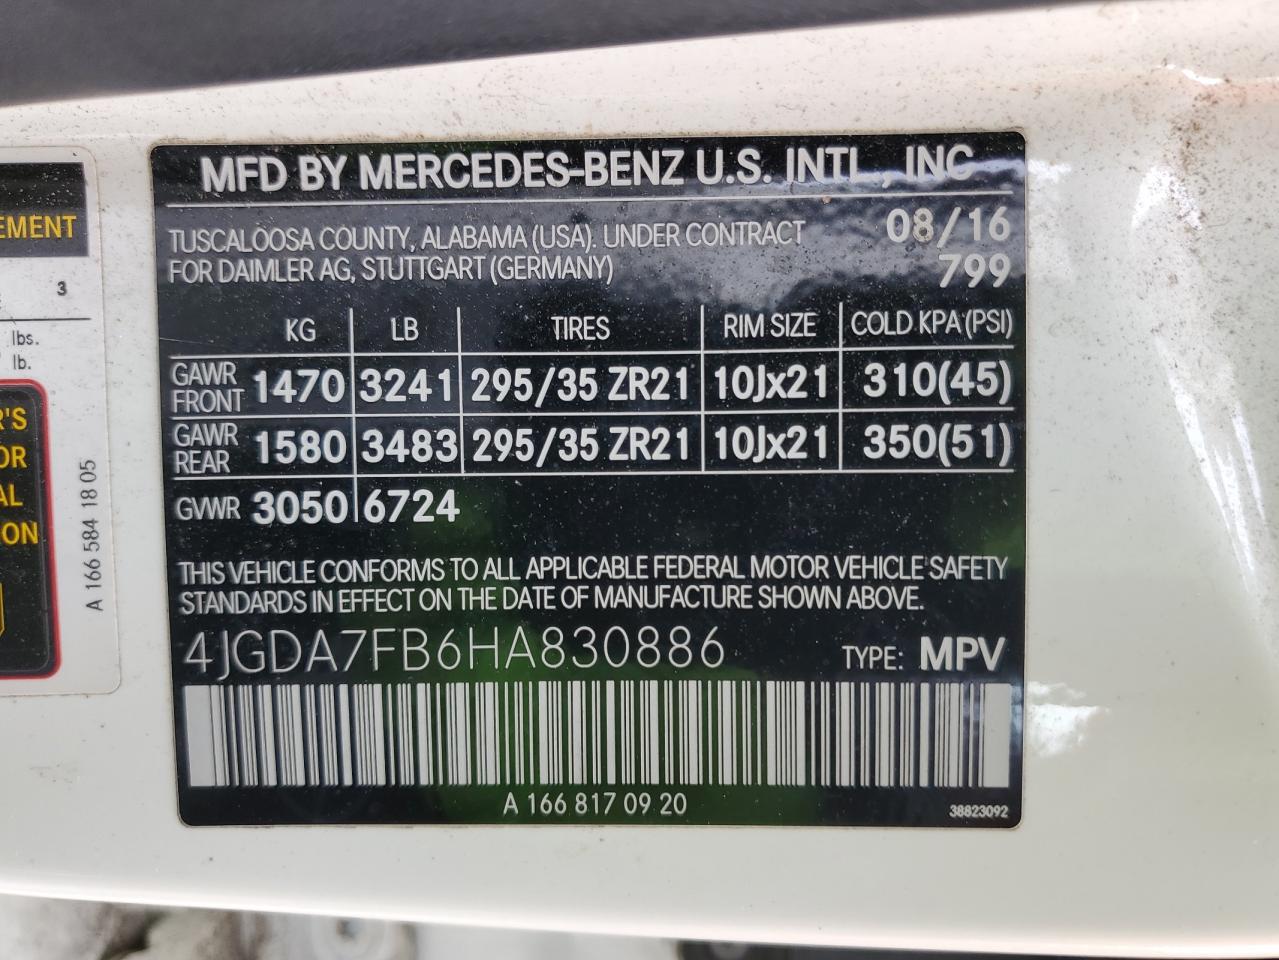 MFD BY MERCEDES-BENZ U.S. INTL., INC
TUSCALOOSA COUNTY, ALABAMA (USA). UNDER CONTRACT 08/16
FOR DAIMLER AG, STUTTGART (GERMANY) 799
KG LB TIRES RIM SIZE COLD KPA (PSI)
GAWR FRONT 1470 3241 295/35 ZR21 10Jx21 310(45)
GAWR REAR 1580 3483 295/35 ZR21 10Jx21 350(51)
GVWR 3050 6724
THIS VEHICLE CONFORMS TO ALL APPLICABLE FEDERAL MOTOR VEHICLE SAFETY
STANDARDS IN EFFECT ON THE DATE OF MANUFACTURE SHOWN ABOVE.
4JGDA7FB6HA830886 TYPE: MPV
A 166 817 09 20 38823092
EMENT
3
lbs.
lb.
R'S
OR
AL
ON
A 166 584 18 05